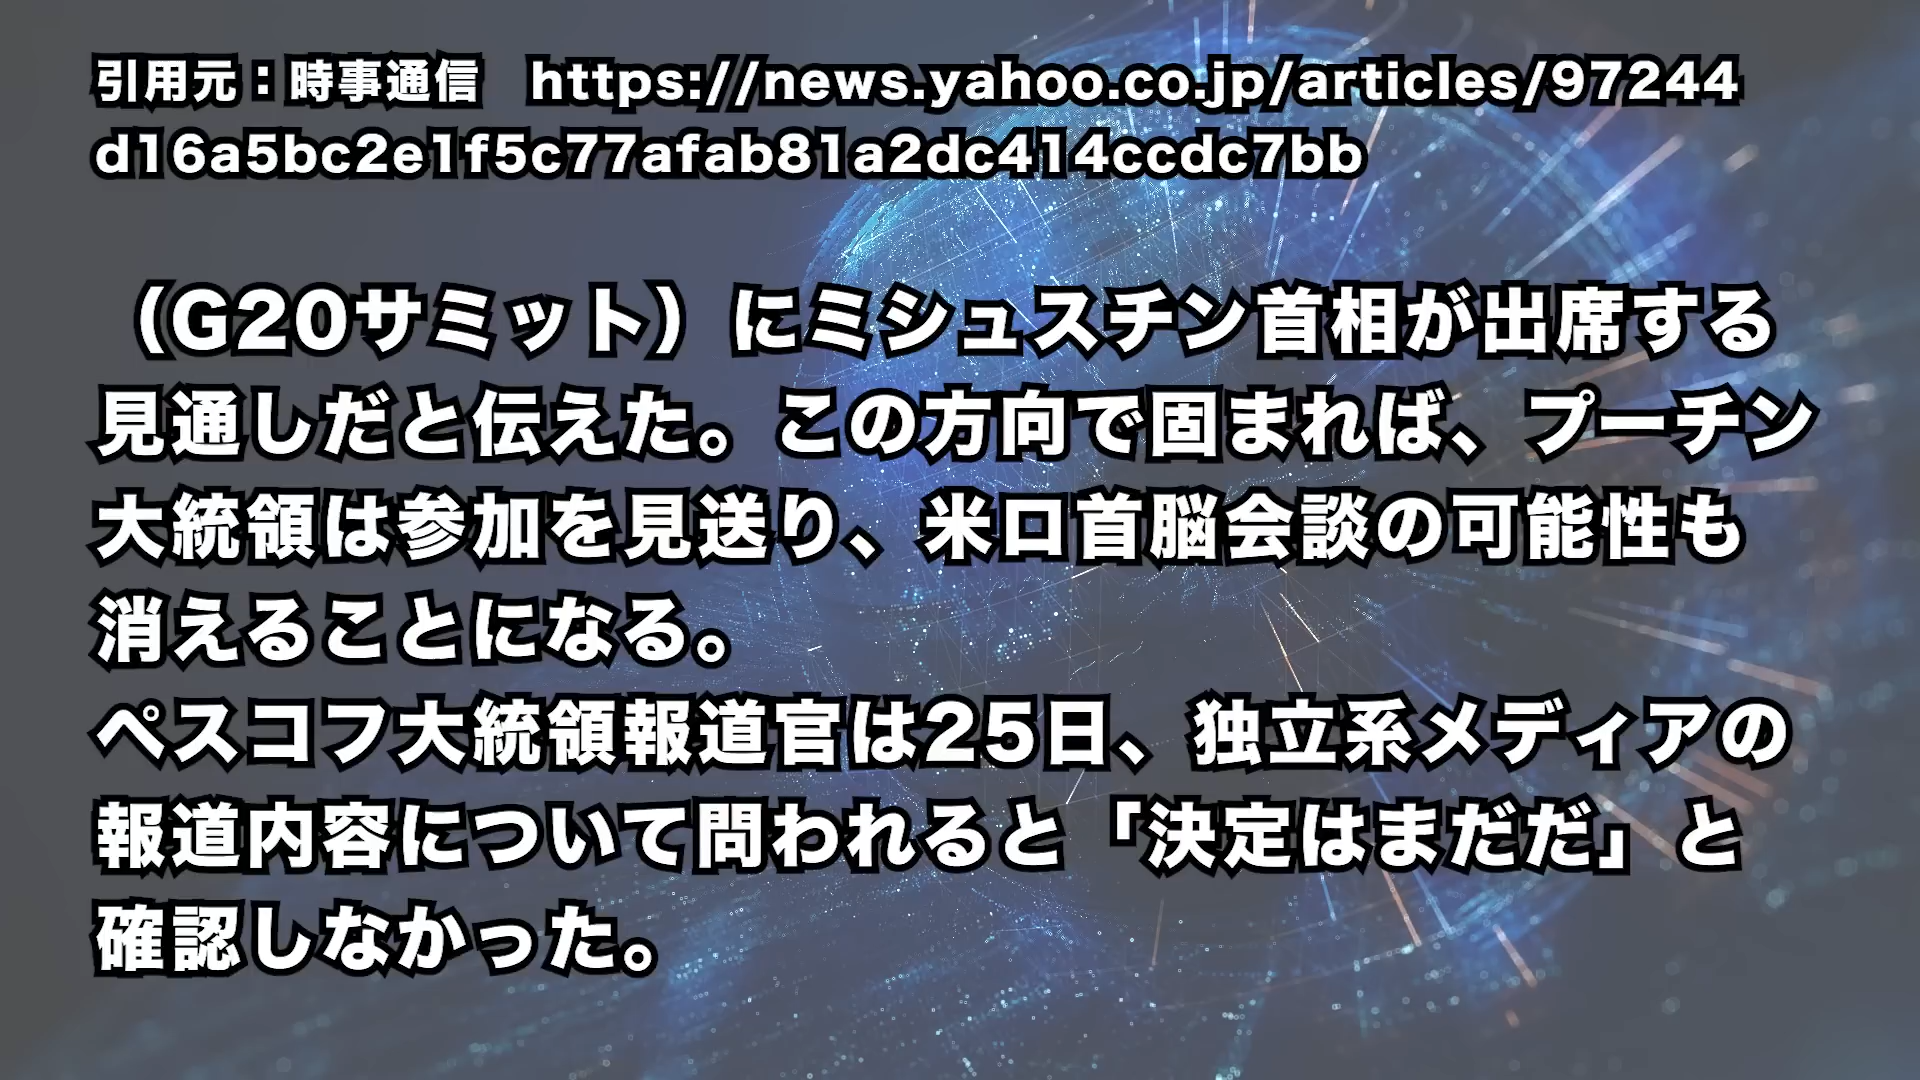 引用元：時事通信　https://news.yahoo.co.jp/articles/97244
d16a5bc2e1f5c77afab81a2dc414ccdc7bb
（G20サミット）にミシュスチン首相が出席する
見通しだと伝えた。この方向で固まれば、プーチン
大統領は参加を見送り、米ロ首脳会談の可能性も
消えることになる。
ペスコフ大統領報道官は25日、独立系メディアの
報道内容について問われると「決定はまだだ」と
確認しなかった。